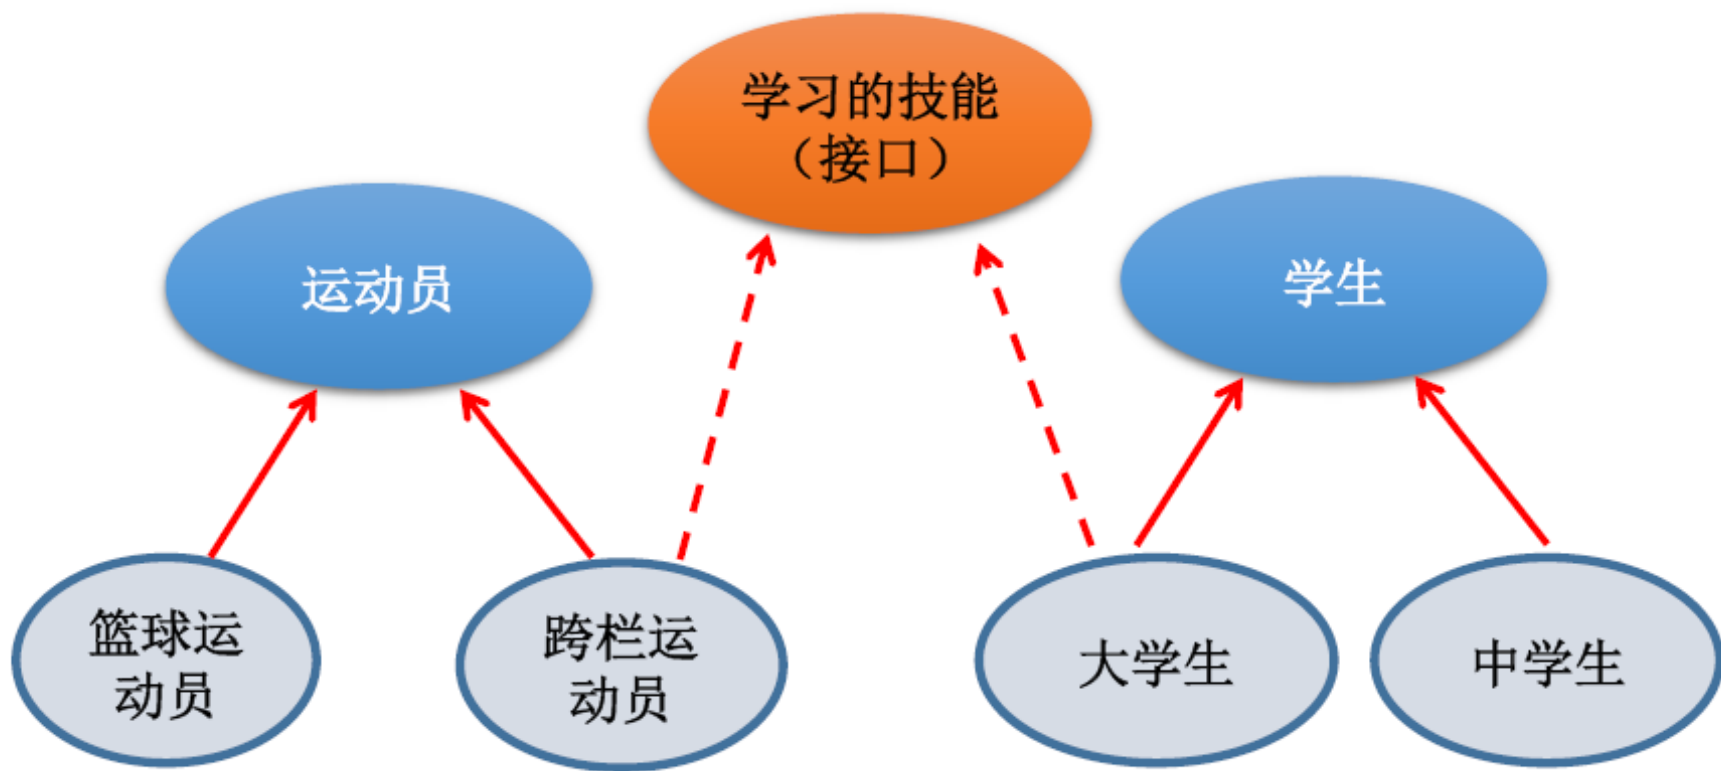 学习的技能
（接口）
运动员
学生
篮球运
动员
跨栏运
动员
大学生
中学生